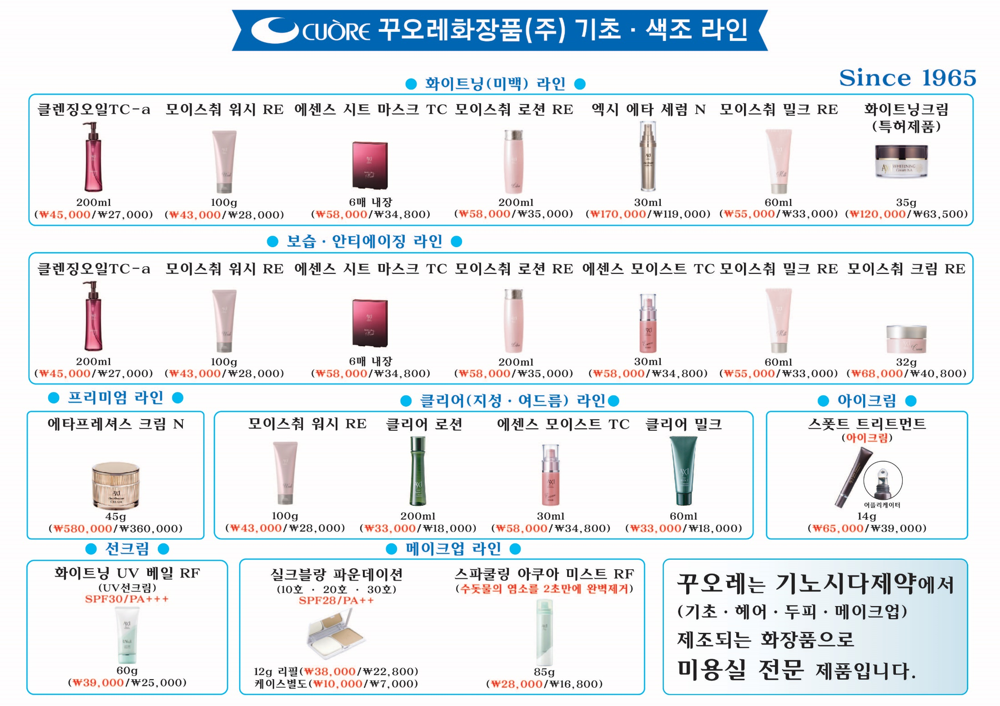 CUÒRE 꾸오레화장품(주) 기초 · 색조 라인
Since 1965
● 화이트닝(미백) 라인 ●
클렌징오일TC-a 모이스춰 워시 RE 에센스 시트 마스크 TC 모이스춰 로션 RE 엑시 에타 세럼 N 모이스춰 밀크 RE 화이트닝크림
(특허제품)
AXI WHITENING
Cream NA
200ml 100g 6매 내장 200ml 30ml 60ml 35g
(₩45,000/₩27,000) (₩43,000/₩28,000) (₩58,000/₩34,800) (₩58,000/₩35,000) (₩170,000/₩119,000) (₩55,000/₩33,000) (₩120,000/₩63,500)
● 보습 · 안티에이징 라인 ●
클렌징오일TC-a 모이스춰 워시 RE 에센스 시트 마스크 TC 모이스춰 로션 RE 에센스 모이스트 TC 모이스춰 밀크 RE 모이스춰 크림 RE
200ml 100g 6매 내장 200ml 30ml 60ml 32g
(₩45,000/₩27,000) (₩43,000/₩28,000) (₩58,000/₩34,800) (₩58,000/₩35,000) (₩58,000/₩34,800) (₩55,000/₩33,000) (₩68,000/₩40,800)
● 프리미엄 라인 ●
에타프레셔스 크림 N
AXI
CREAM
45g
(₩580,000/₩360,000)
● 클리어(지성 · 여드름) 라인●
모이스춰 워시 RE 클리어 로션 에센스 모이스트 TC 클리어 밀크
100g 200ml 30ml 60ml
(₩43,000/₩28,000) (₩33,000/₩18,000) (₩58,000/₩34,800) (₩33,000/₩18,000)
● 아이크림 ●
스폿트 트리트먼트
(아이크림)
어플리케이터
14g
(₩65,000/₩39,000)
● 선크림 ●
화이트닝 UV 베일 RF
(UV선크림)
SPF30/PA+++
60g
(₩39,000/₩25,000)
● 메이크업 라인 ●
실크블랑 파운데이션 스파쿨링 아쿠아 미스트 RF
(10호 · 20호 · 30호) (수돗물의 염소를 2초만에 완벽제거)
SPF28/PA++
12g 리필(₩38,000/₩22,800) 85g
케이스별도(₩10,000/₩7,000) (₩28,000/₩16,800)
꾸오레는 기노시다제약에서
(기초 · 헤어 · 두피 · 메이크업)
제조되는 화장품으로
미용실 전문 제품입니다.